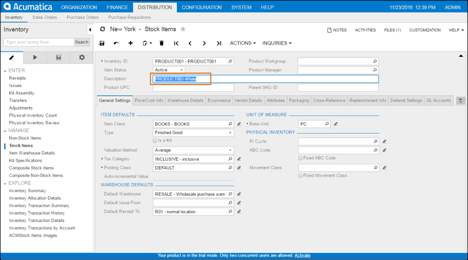 Acumatica
ORGANIZATION FINANCE DISTRIBUTION CONFIGURATION SYSTEM HELP
11/23/2016 12:39 PM ADMIN
Inventory Sales Orders Purchase Orders Purchase Requisitions
Inventory
Type your query here Search
New York - Stock Items
NOTES ACTIVITIES FILES(1) CUSTOMIZATION HELP
ACTIONS INQUIRIES
ENTER
Receipts
Issues
Kit Assembly
Transfers
Adjustments
Physical Inventory Count
Physical Inventory Review
MANAGE
Non-Stock Items
Stock Items
Item Warehouse Details
Kit Specifications
Composite Stock Items
Composite Non-Stock Items
EXPLORE
Inventory Summary
Inventory Allocation Details
Inventory Transaction Summary
Inventory Transaction History
Inventory Transaction Details
Inventory Transactions by Account
ACMStock Items Images
Inventory ID: PRODUCT001 - PRODUCT001
Item Status: Active
Description:
Product UPC:
Product Workgroup:
Product Manager:
Parent SKU ID:
General Settings Price/Cost Info Warehouse Details Ecommerce Vendor Details Attributes Packaging Cross-Reference Replenishment Info Deferral Settings GL Accounts
ITEM DEFAULTS
Item Class: BOOKS - BOOKS
Type: Finished Good
Is a Kit
Valuation Method: Average
Tax Category: INCLUSIVE - inclusive
Posting Class: DEFAULT
Auto-Incremental Value:
WAREHOUSE DEFAULTS
Default Warehouse: RESALE - Wholesale purchase ware
Default Issue From:
Default Receipt To: R01 - normal location
UNIT OF MEASURE
Base Unit: PC
PHYSICAL INVENTORY
PI Cycle:
ABC Code:
Fixed ABC Code
Movement Class:
Fixed Movement Class
Your product is in the trial mode. Only two concurrent users are allowed. Activate